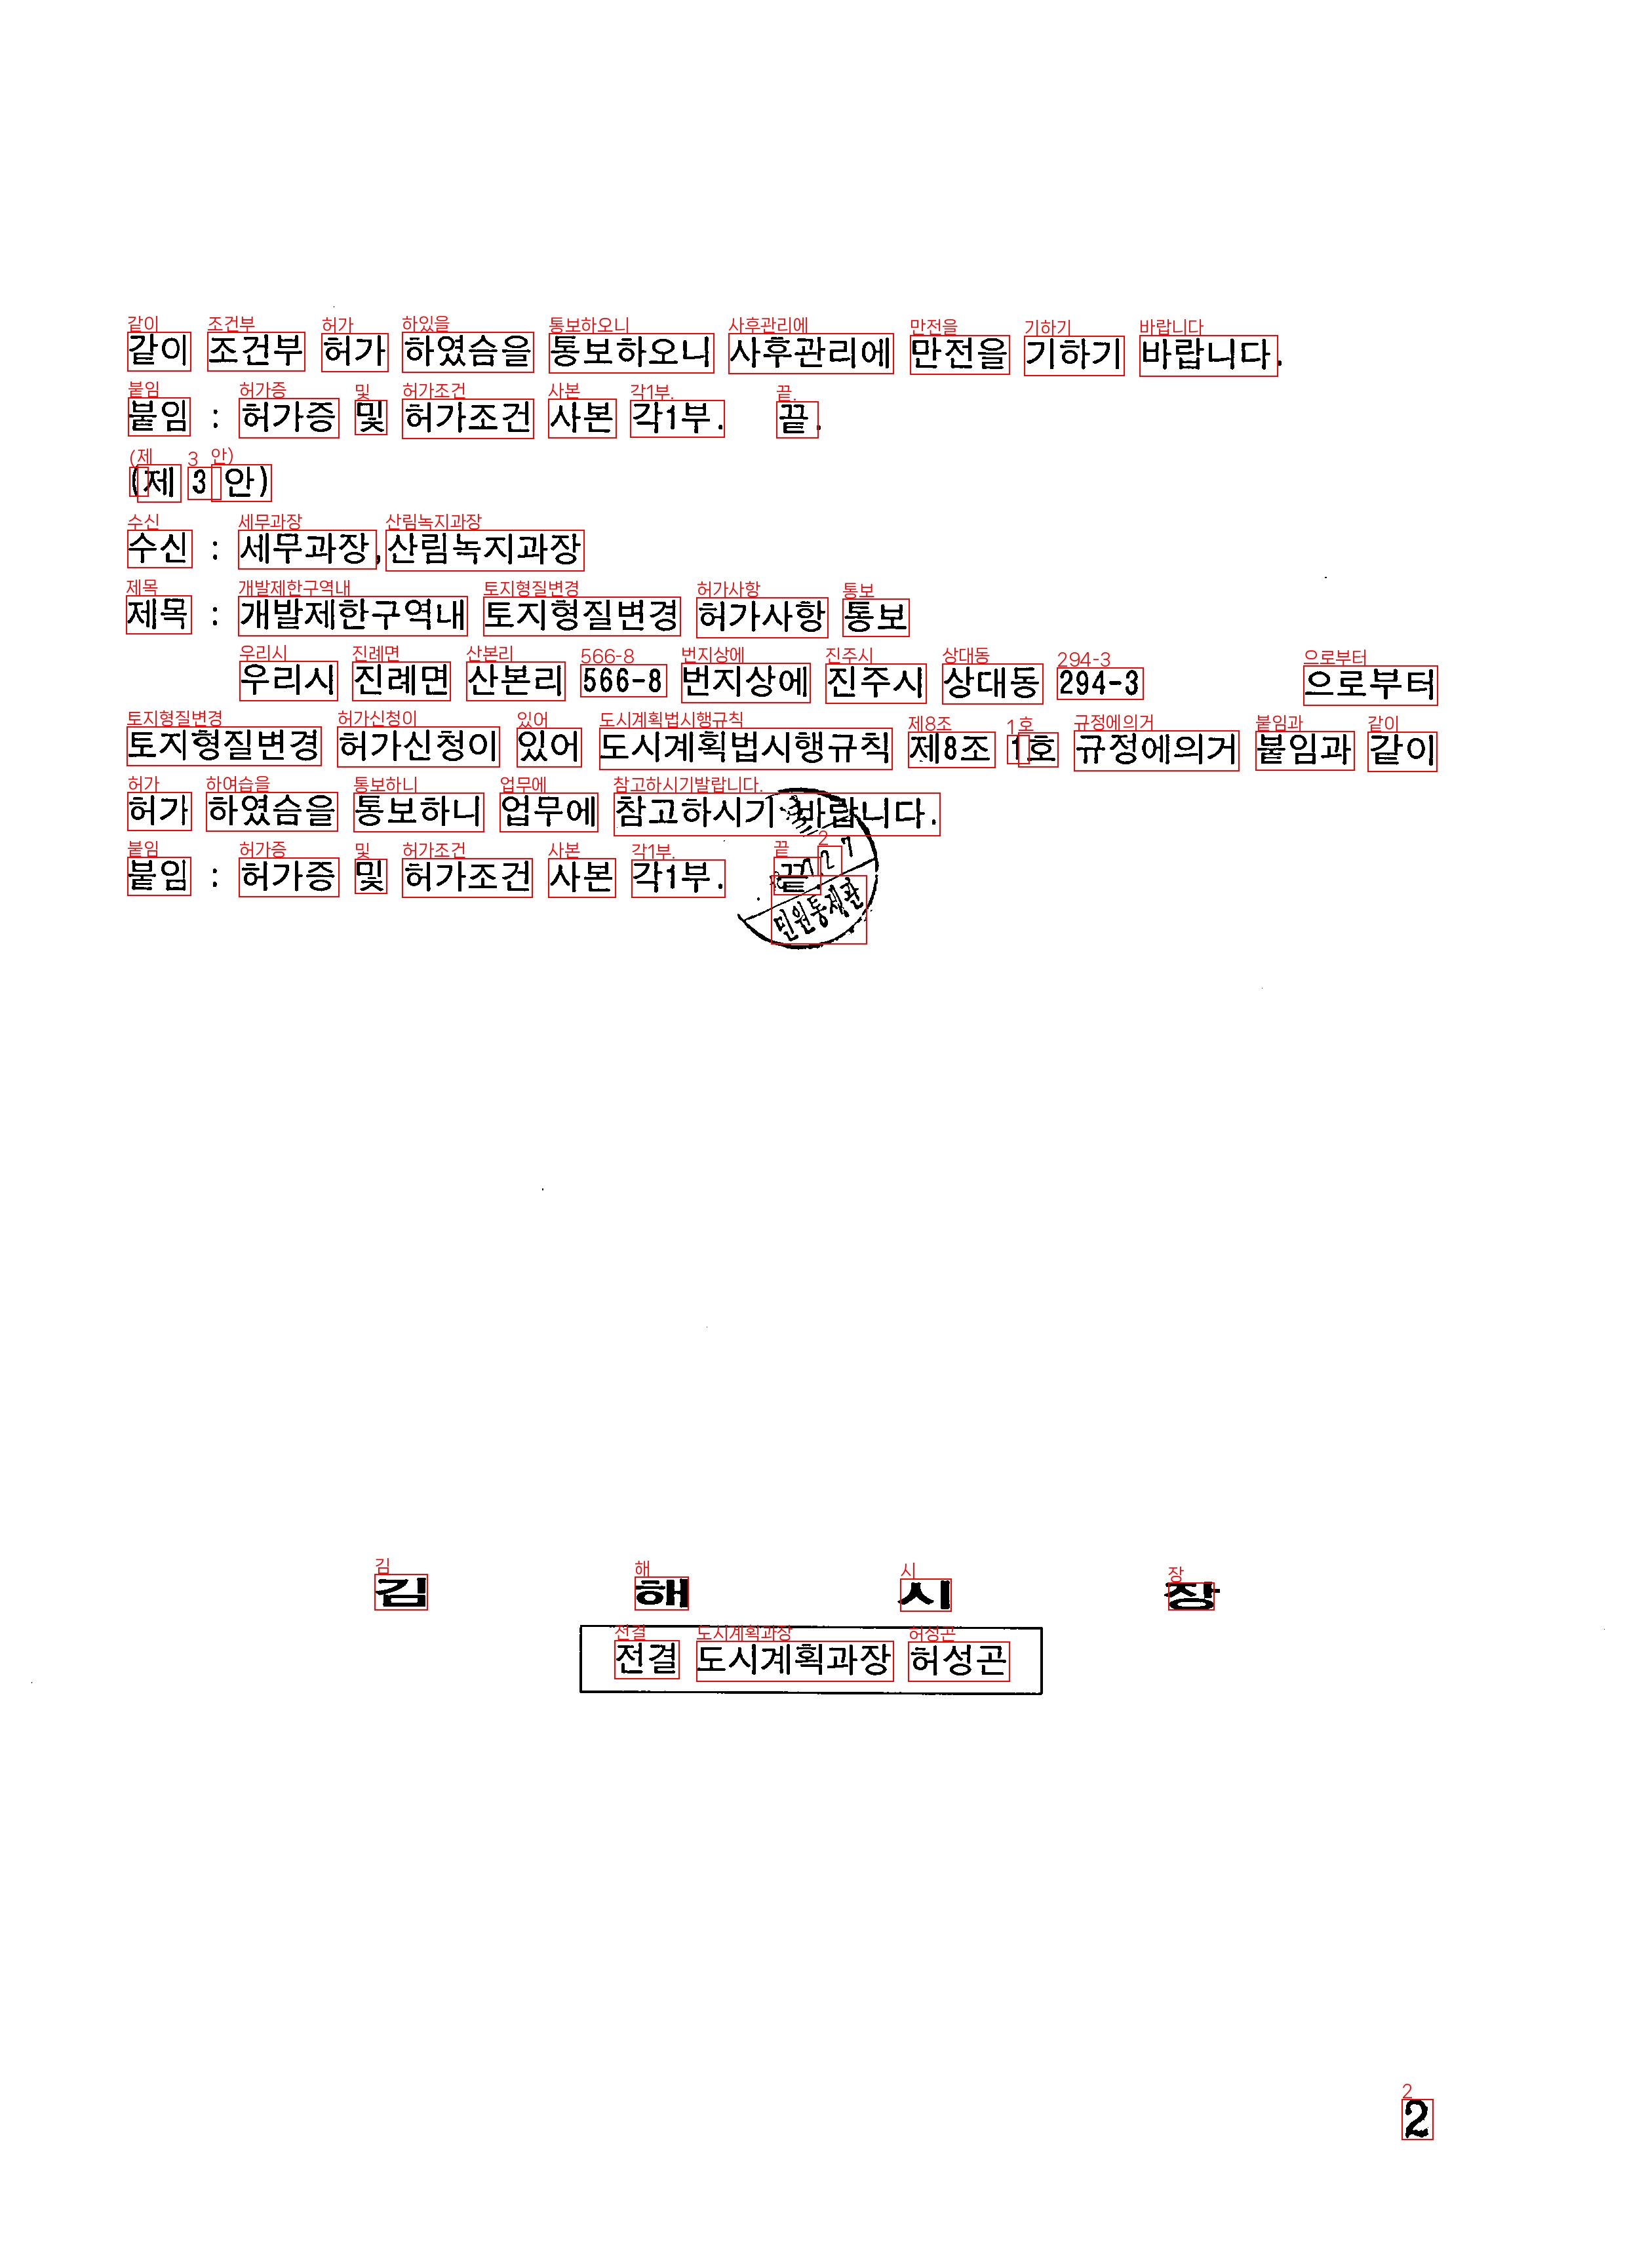 같이 조건부 허가 하였슴을 통보하오니 사후관리에 만전을 기하기 바랍니다.
붙임 : 허가증 및 허가조건 사본 각1부. 끝.
(제 3 안)
수신 : 세무과장,산림녹지과장
제목 : 개발제한구역내 토지형질변경 허가사항 통보
우리시 진례면 산본리 566-8 번지상에 진주시 상대동 294-3 으로부터
토지형질변경 허가신청이 있어 도시계획법시행규칙 제8조 1호 규정에의거 붙임과 같이
허가 하였슴을 통보하니 업무에 참고하시기 바랍니다.
붙임 : 허가증 및 허가조건 사본 각1부. 끝.
민원통제관
김 해 시 장
전결 도시계획과장 허성곤
2